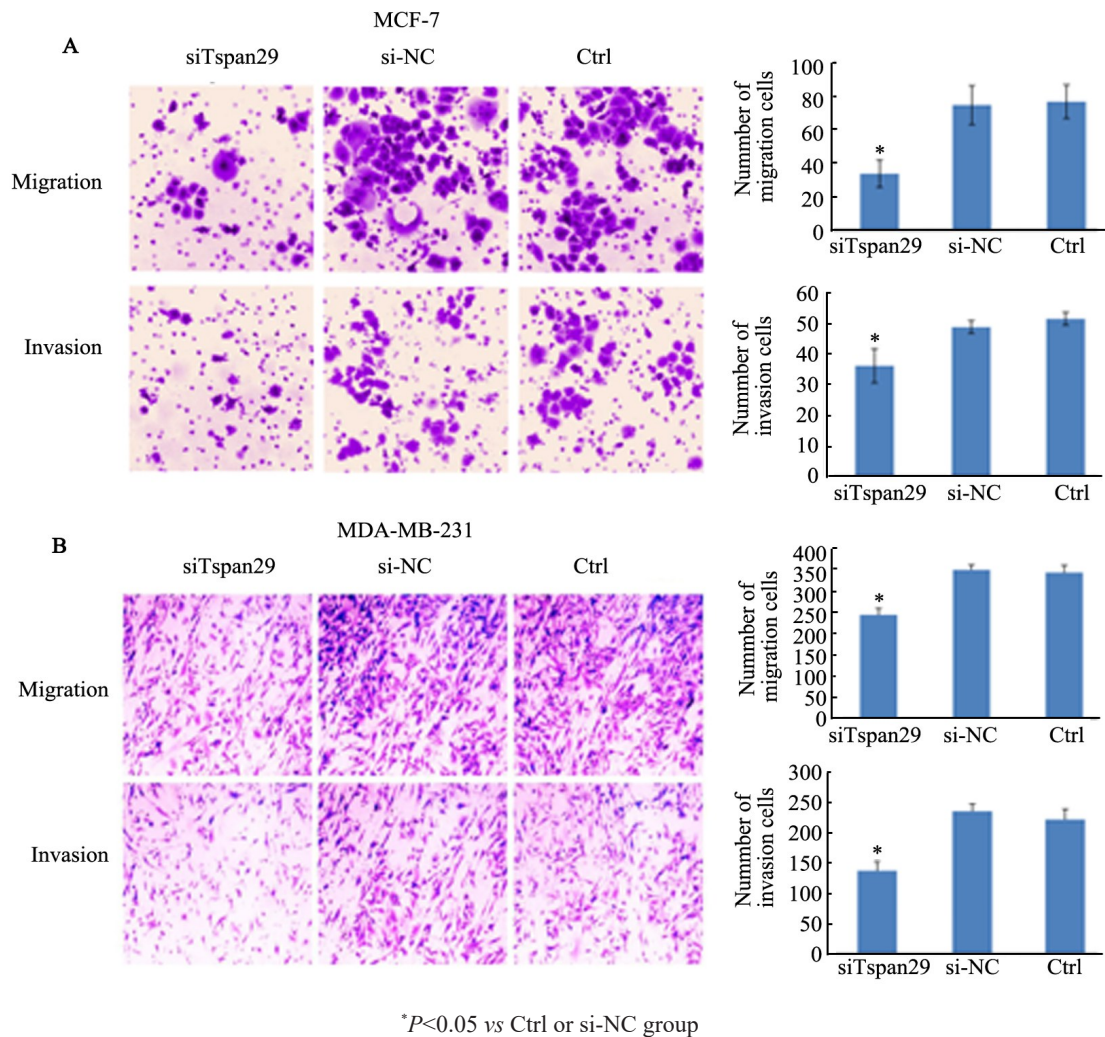 A
MCF-7
siTspan29 si-NC Ctrl
Migration
Invasion
Nummber of
migration cells
100
80
60
40
20
0
*
siTspan29 si-NC Ctrl
Nummber of
invasion cells
60
50
40
30
20
10
0
*
siTspan29 si-NC Ctrl
B
MDA-MB-231
siTspan29 si-NC Ctrl
Migration
Invasion
Nummber of
migration cells
400
350
300
250
200
150
100
50
0
*
siTspan29 si-NC Ctrl
Nummber of
invasion cells
300
250
200
150
100
50
0
*
siTspan29 si-NC Ctrl
*P<0.05 vs Ctrl or si-NC group